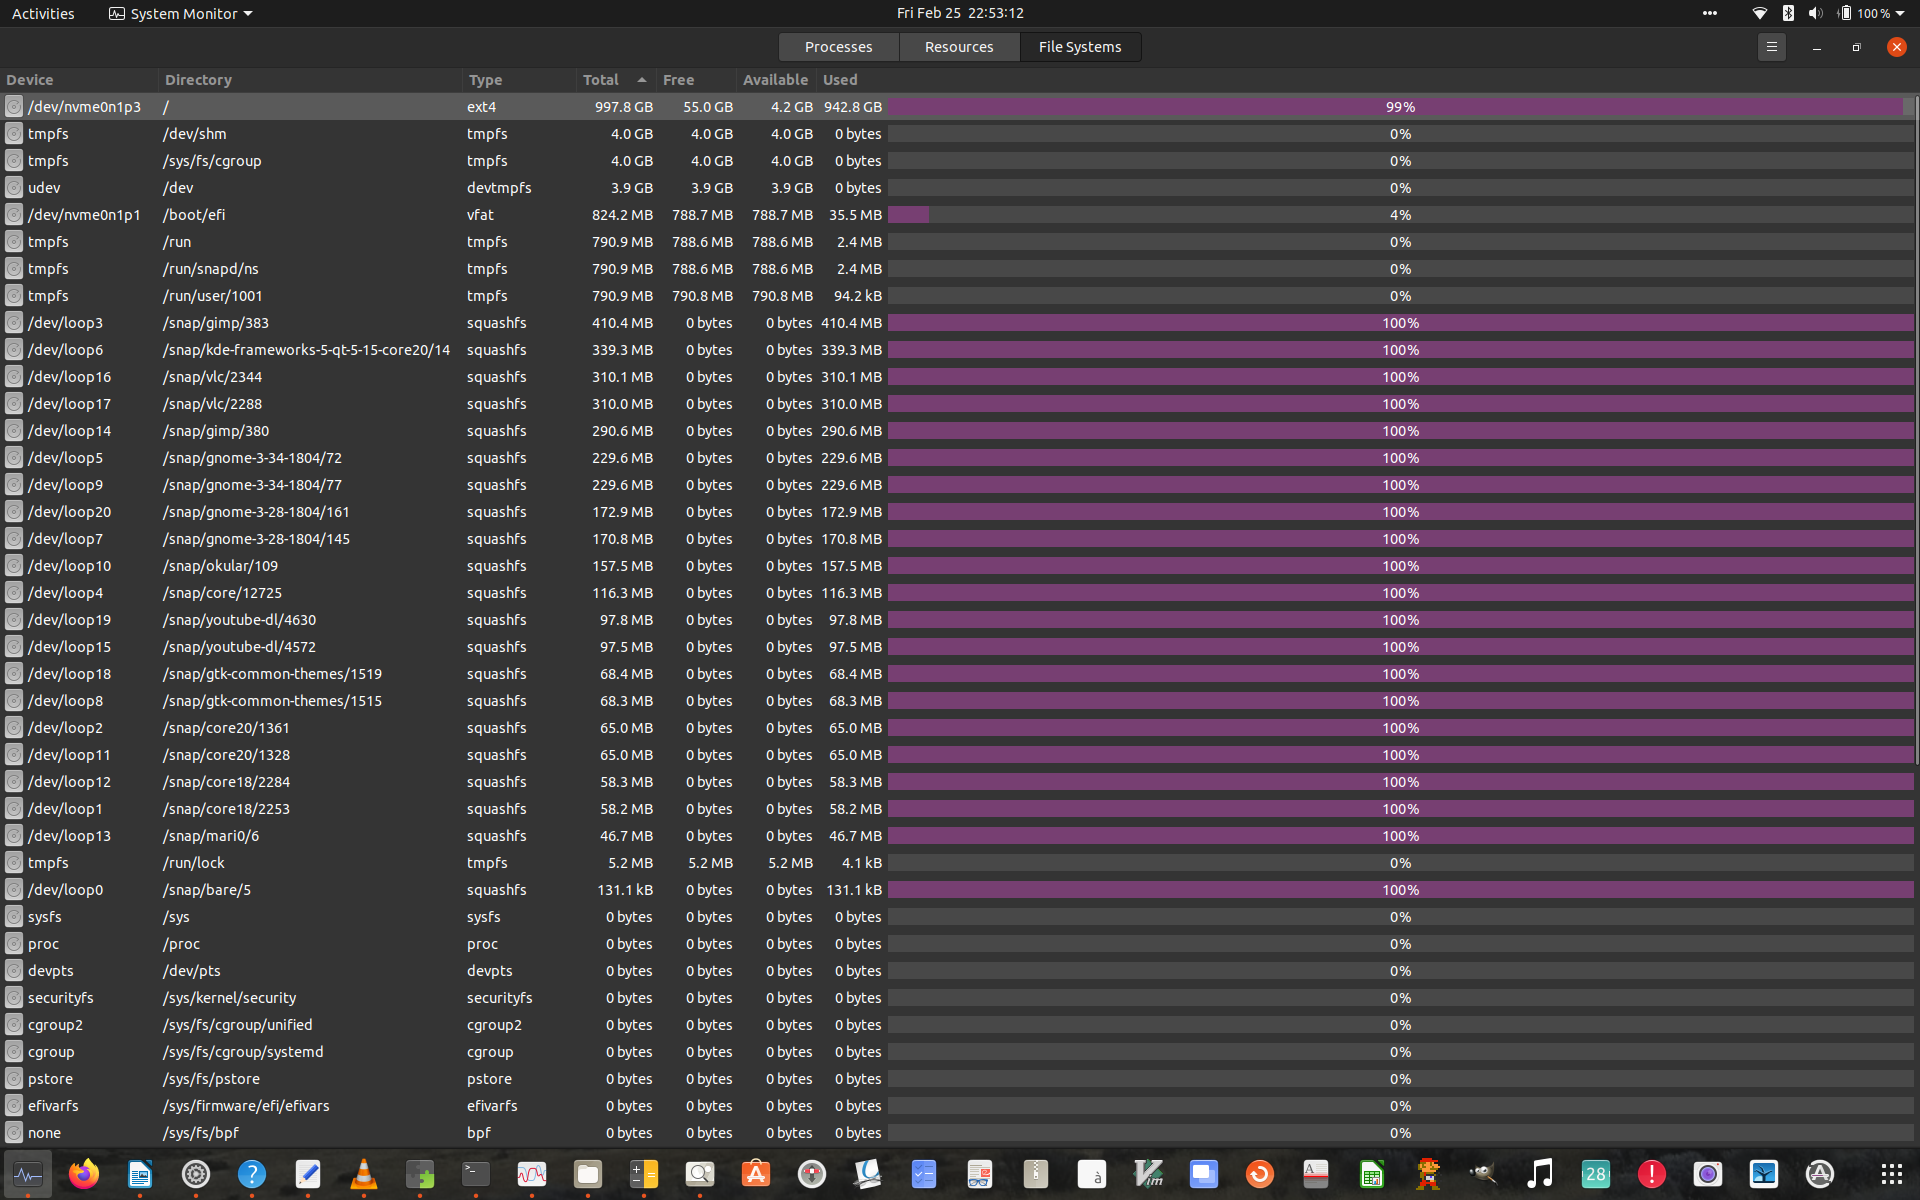 Activities System Monitor Fri Feb 25 22:53:12 100 %
Processes Resources File Systems
Device Directory Type Total Free Available Used
/dev/nvme0n1p3 / ext4 997.8 GB 55.0 GB 4.2 GB 942.8 GB 99%
tmpfs /dev/shm tmpfs 4.0 GB 4.0 GB 4.0 GB 0 bytes 0%
tmpfs /sys/fs/cgroup tmpfs 4.0 GB 4.0 GB 4.0 GB 0 bytes 0%
udev /dev devtmpfs 3.9 GB 3.9 GB 3.9 GB 0 bytes 0%
/dev/nvme0n1p1 /boot/efi vfat 824.2 MB 788.7 MB 788.7 MB 35.5 MB 4%
tmpfs /run tmpfs 790.9 MB 788.6 MB 788.6 MB 2.4 MB 0%
tmpfs /run/snapd/ns tmpfs 790.9 MB 788.6 MB 788.6 MB 2.4 MB 0%
tmpfs /run/user/1001 tmpfs 790.9 MB 790.8 MB 790.8 MB 94.2 kB 0%
/dev/loop3 /snap/gimp/383 squashfs 410.4 MB 0 bytes 0 bytes 410.4 MB 100%
/dev/loop6 /snap/kde-frameworks-5-qt-5-15-core20/14 squashfs 339.3 MB 0 bytes 0 bytes 339.3 MB 100%
/dev/loop16 /snap/vlc/2344 squashfs 310.1 MB 0 bytes 0 bytes 310.1 MB 100%
/dev/loop17 /snap/vlc/2288 squashfs 310.0 MB 0 bytes 0 bytes 310.0 MB 100%
/dev/loop14 /snap/gimp/380 squashfs 290.6 MB 0 bytes 0 bytes 290.6 MB 100%
/dev/loop5 /snap/gnome-3-34-1804/72 squashfs 229.6 MB 0 bytes 0 bytes 229.6 MB 100%
/dev/loop9 /snap/gnome-3-34-1804/77 squashfs 229.6 MB 0 bytes 0 bytes 229.6 MB 100%
/dev/loop20 /snap/gnome-3-28-1804/161 squashfs 172.9 MB 0 bytes 0 bytes 172.9 MB 100%
/dev/loop7 /snap/gnome-3-28-1804/145 squashfs 170.8 MB 0 bytes 0 bytes 170.8 MB 100%
/dev/loop10 /snap/okular/109 squashfs 157.5 MB 0 bytes 0 bytes 157.5 MB 100%
/dev/loop4 /snap/core/12725 squashfs 116.3 MB 0 bytes 0 bytes 116.3 MB 100%
/dev/loop19 /snap/youtube-dl/4630 squashfs 97.8 MB 0 bytes 0 bytes 97.8 MB 100%
/dev/loop15 /snap/youtube-dl/4572 squashfs 97.5 MB 0 bytes 0 bytes 97.5 MB 100%
/dev/loop18 /snap/gtk-common-themes/1519 squashfs 68.4 MB 0 bytes 0 bytes 68.4 MB 100%
/dev/loop8 /snap/gtk-common-themes/1515 squashfs 68.3 MB 0 bytes 0 bytes 68.3 MB 100%
/dev/loop2 /snap/core20/1361 squashfs 65.0 MB 0 bytes 0 bytes 65.0 MB 100%
/dev/loop11 /snap/core20/1328 squashfs 65.0 MB 0 bytes 0 bytes 65.0 MB 100%
/dev/loop12 /snap/core18/2284 squashfs 58.3 MB 0 bytes 0 bytes 58.3 MB 100%
/dev/loop1 /snap/core18/2253 squashfs 58.2 MB 0 bytes 0 bytes 58.2 MB 100%
/dev/loop13 /snap/mari0/6 squashfs 46.7 MB 0 bytes 0 bytes 46.7 MB 100%
tmpfs /run/lock tmpfs 5.2 MB 5.2 MB 5.2 MB 4.1 kB 0%
/dev/loop0 /snap/bare/5 squashfs 131.1 kB 0 bytes 0 bytes 131.1 kB 100%
sysfs /sys sysfs 0 bytes 0 bytes 0 bytes 0 bytes 0%
proc /proc proc 0 bytes 0 bytes 0 bytes 0 bytes 0%
devpts /dev/pts devpts 0 bytes 0 bytes 0 bytes 0 bytes 0%
securityfs /sys/kernel/security securityfs 0 bytes 0 bytes 0 bytes 0 bytes 0%
cgroup2 /sys/fs/cgroup/unified cgroup2 0 bytes 0 bytes 0 bytes 0 bytes 0%
cgroup /sys/fs/cgroup/systemd cgroup 0 bytes 0 bytes 0 bytes 0 bytes 0%
pstore /sys/fs/pstore pstore 0 bytes 0 bytes 0 bytes 0 bytes 0%
efivarfs /sys/firmware/efi/efivars efivarfs 0 bytes 0 bytes 0 bytes 0 bytes 0%
none /sys/fs/bpf bpf 0 bytes 0 bytes 0 bytes 0 bytes 0%
? >_ à Vim A 28 !